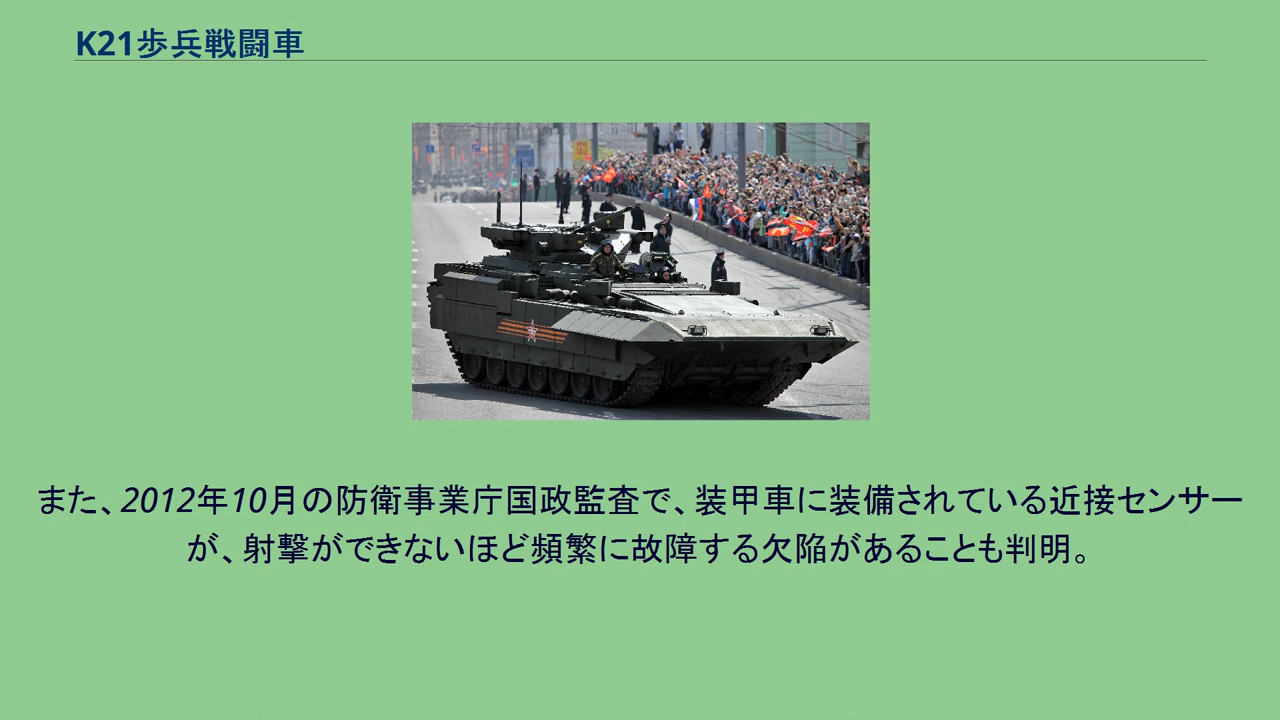 K21歩兵戦闘車
また、2012年10月の防衛事業庁国政監査で、装甲車に装備されている近接センサー
が、射撃ができないほど頻繁に故障する欠陥があることも判明。